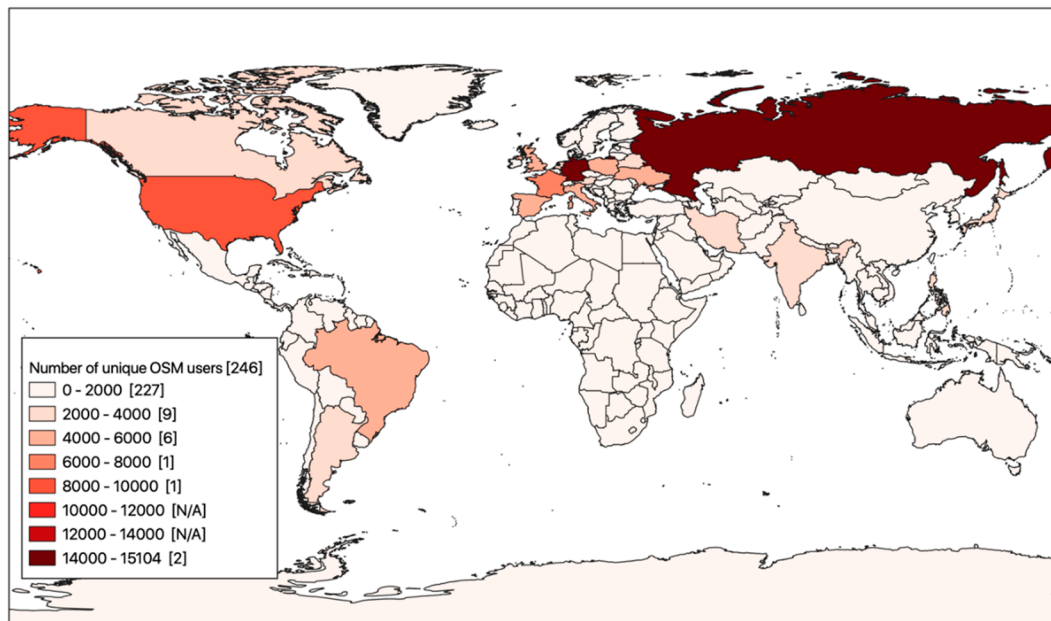 Number of unique OSM users [246]
0 - 2000 [227]
2000 - 4000 [9]
4000 - 6000 [6]
6000 - 8000 [1]
8000 - 10000 [1]
10000 - 12000 [N/A]
12000 - 14000 [N/A]
14000 - 15104 [2]